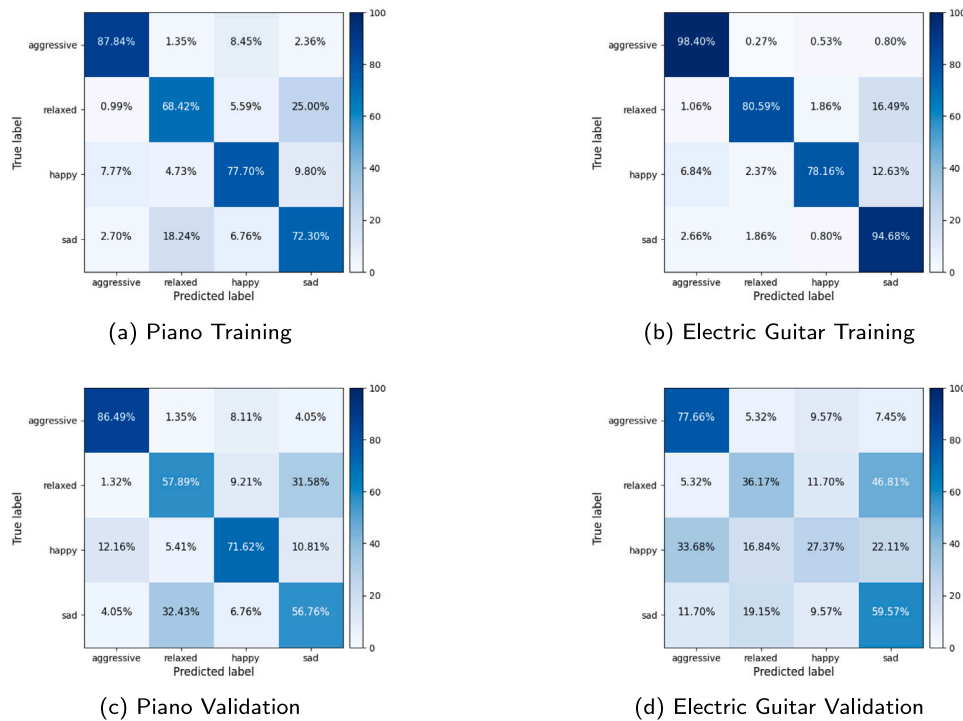 100
aggressive 87.84% 1.35% 8.45% 2.36%
80
relaxed 0.99% 68.42% 5.59% 25.00%
60
True label
40
happy 7.77% 4.73% 77.70% 9.80%
20
sad 2.70% 18.24% 6.76% 72.30%
0
aggressive relaxed happy sad
Predicted label
(a) Piano Training
100
aggressive 98.40% 0.27% 0.53% 0.80%
80
relaxed 1.06% 80.59% 1.86% 16.49%
60
True label
40
happy 6.84% 2.37% 78.16% 12.63%
20
sad 2.66% 1.86% 0.80% 94.68%
0
aggressive relaxed happy sad
Predicted label
(b) Electric Guitar Training
100
aggressive 86.49% 1.35% 8.11% 4.05%
80
relaxed 1.32% 57.89% 9.21% 31.58%
60
True label
40
happy 12.16% 5.41% 71.62% 10.81%
20
sad 4.05% 32.43% 6.76% 56.76%
0
aggressive relaxed happy sad
Predicted label
(c) Piano Validation
100
aggressive 77.66% 5.32% 9.57% 7.45%
80
relaxed 5.32% 36.17% 11.70% 46.81%
60
True label
40
happy 33.68% 16.84% 27.37% 22.11%
20
sad 11.70% 19.15% 9.57% 59.57%
0
aggressive relaxed happy sad
Predicted label
(d) Electric Guitar Validation